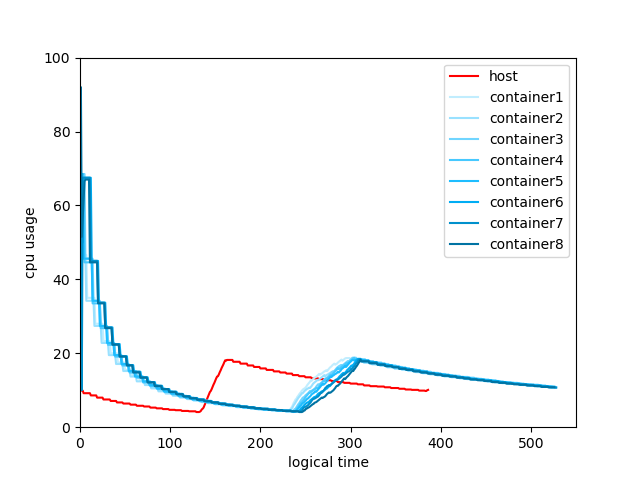 100
80
60
40
20
0
cpu usage
0 100 200 300 400 500
logical time
host
container1
container2
container3
container4
container5
container6
container7
container8